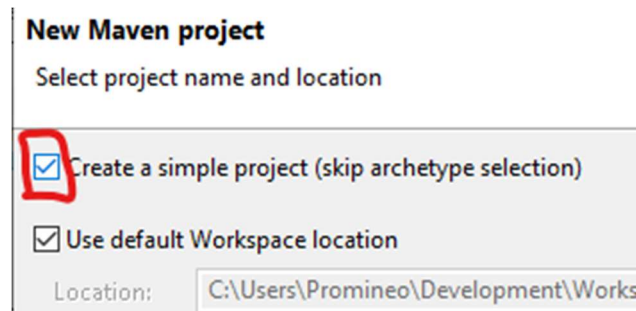 New Maven project
Select project name and location
Create a simple project (skip archetype selection)
Use default Workspace location
Location: C:\Users\Promineo\Development\Works